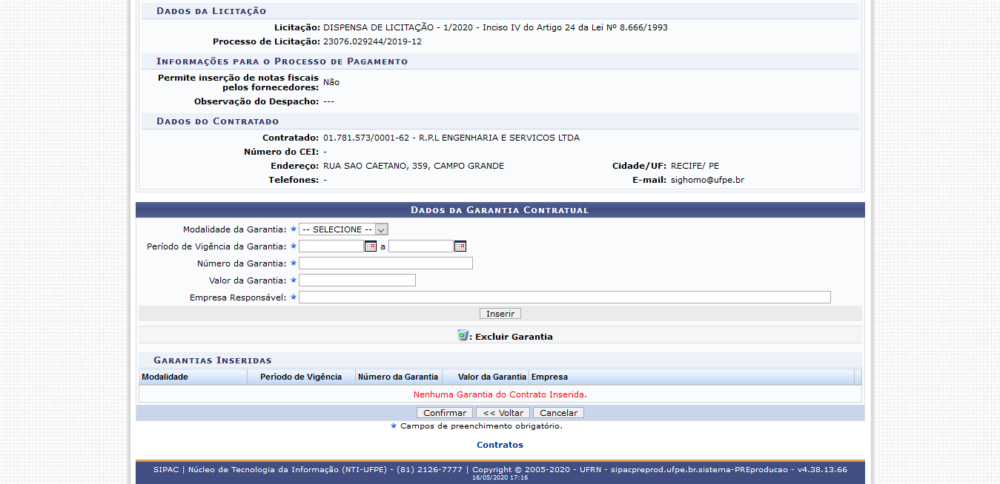 Dados da Licitação
Licitação: DISPENSA DE LICITAÇÃO - 1/2020 - Inciso IV do Artigo 24 da Lei Nº 8.666/1993
Processo de Licitação: 23076.029244/2019-12
Informações para o Processo de Pagamento
Permite inserção de notas fiscais
pelos fornecedores: Não
Observação do Despacho: ---
Dados do Contratado
Contratado: 01.781.573/0001-62 - R.P.L ENGENHARIA E SERVICOS LTDA
Número do CEI: -
Endereço: RUA SAO CAETANO, 359, CAMPO GRANDE Cidade/UF: RECIFE/ PE
Telefones: - E-mail: sighomo@ufpe.br
Dados da Garantia Contratual
Modalidade da Garantia: -- SELECIONE --
Período de Vigência da Garantia: a
Número da Garantia:
Valor da Garantia:
Empresa Responsável:
Inserir
: Excluir Garantia
Garantias Inseridas
Modalidade Período de Vigência Número da Garantia Valor da Garantia Empresa
Nenhuma Garantia do Contrato Inserida.
Confirmar << Voltar Cancelar
Campos de preenchimento obrigatório.
Contratos
SIPAC | Núcleo de Tecnologia da Informação (NTI-UFPE) - (81) 2126-7777 | Copyright © 2005-2020 - UFRN - sipacpreprod.ufpe.br.sistema-PREproducao - v4.38.13.66
16/05/2020 17:16